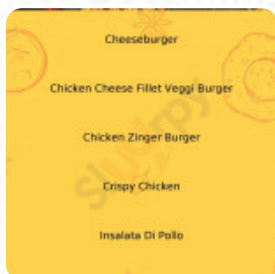 Cheeseburger
Chicken Cheese Fillet Veggi Burger
Chicken Zinger Burger
Crispy Chicken
Insalata Di Pollo